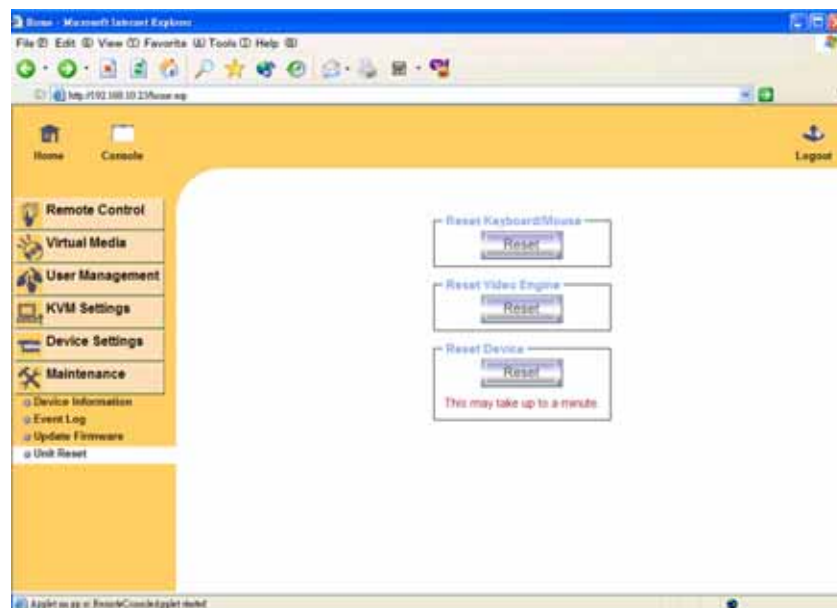 Home - Microsoft Internet Explorer
File (F) Edit (E) View (V) Favorite (A) Tools (T) Help (H)
Home
Console
Logout
Remote Control
Virtual Media
User Management
KVM Settings
Device Settings
Maintenance
Device Information
Event Log
Update Firmware
Unit Reset
Reset Keyboard/Mouse
Reset
Reset Video Engine
Reset
Reset Device
Reset
This may take up to a minute